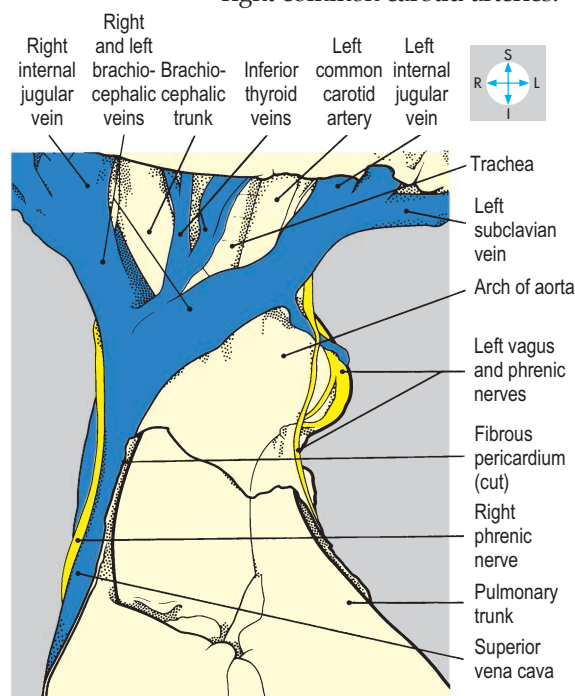 right common carotid arteries.
Right
internal
jugular
vein
Right
and left
brachio-
cephalic
veins
Brachio-
cephalic
trunk
Inferior
thyroid
veins
Left
common
carotid
artery
Left
internal
jugular
vein
S
R L
I
Trachea
Left
subclavian
vein
Arch of aorta
Left vagus
and phrenic
nerves
Fibrous
pericardium
(cut)
Right
phrenic
nerve
Pulmonary
trunk
Superior
vena cava